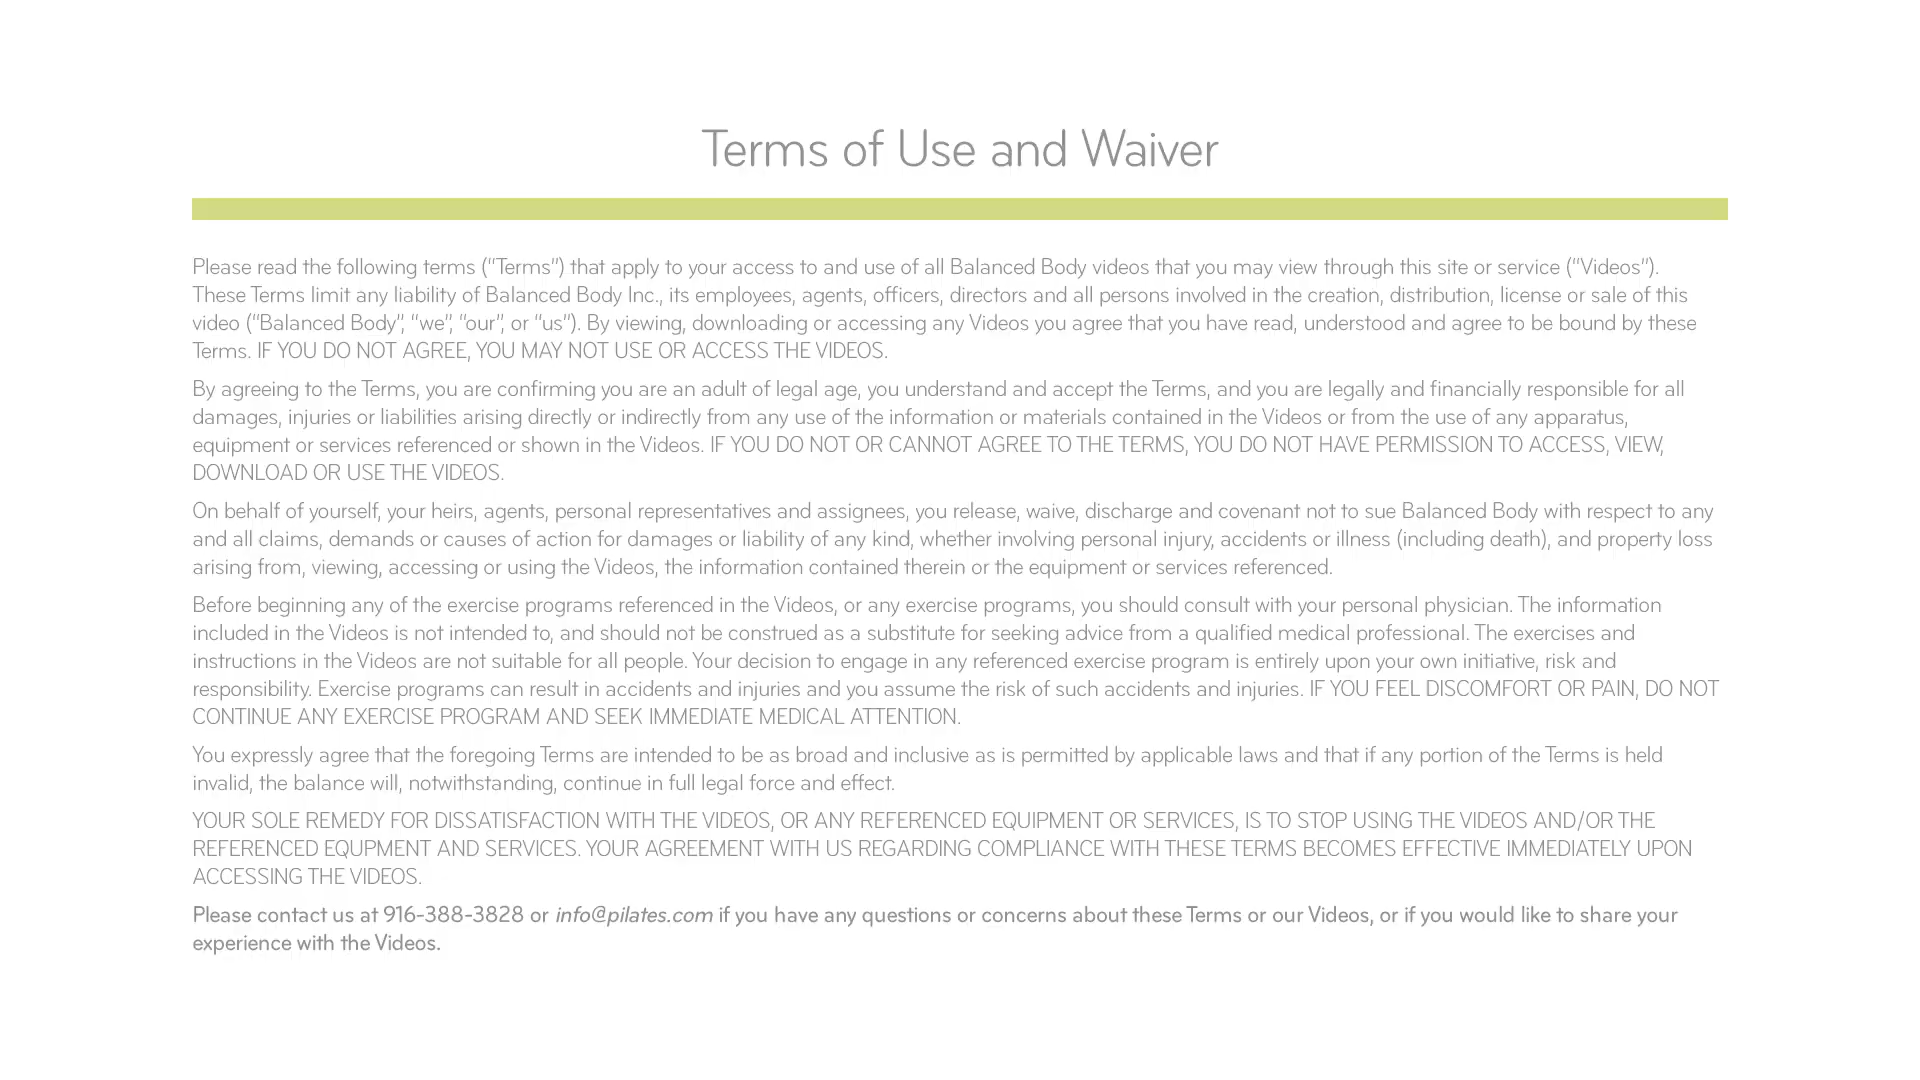 Terms of Use and Waiver
Please read the following terms (“Terms”) that apply to your access to and use of all Balanced Body videos that you may view through this site or service (“Videos”).
These Terms limit any liability of Balanced Body Inc., its employees, agents, officers, directors and all persons involved in the creation, distribution, license or sale of this
video (“Balanced Body”, “we”, “our”, or “us”). By viewing, downloading or accessing any Videos you agree that you have read, understood and agree to be bound by these
Terms. IF YOU DO NOT AGREE, YOU MAY NOT USE OR ACCESS THE VIDEOS.
By agreeing to the Terms, you are confirming you are an adult of legal age, you understand and accept the Terms, and you are legally and financially responsible for all
damages, injuries or liabilities arising directly or indirectly from any use of the information or materials contained in the Videos or from the use of any apparatus,
equipment or services referenced or shown in the Videos. IF YOU DO NOT OR CANNOT AGREE TO THE TERMS, YOU DO NOT HAVE PERMISSION TO ACCESS, VIEW,
DOWNLOAD OR USE THE VIDEOS.
On behalf of yourself, your heirs, agents, personal representatives and assignees, you release, waive, discharge and covenant not to sue Balanced Body with respect to any
and all claims, demands or causes of action for damages or liability of any kind, whether involving personal injury, accidents or illness (including death), and property loss
arising from, viewing, accessing or using the Videos, the information contained therein or the equipment or services referenced.
Before beginning any of the exercise programs referenced in the Videos, or any exercise programs, you should consult with your personal physician. The information
included in the Videos is not intended to, and should not be construed as a substitute for seeking advice from a qualified medical professional. The exercises and
instructions in the Videos are not suitable for all people. Your decision to engage in any referenced exercise program is entirely upon your own initiative, risk and
responsibility. Exercise programs can result in accidents and injuries and you assume the risk of such accidents and injuries. IF YOU FEEL DISCOMFORT OR PAIN, DO NOT
CONTINUE ANY EXERCISE PROGRAM AND SEEK IMMEDIATE MEDICAL ATTENTION.
You expressly agree that the foregoing Terms are intended to be as broad and inclusive as is permitted by applicable laws and that if any portion of the Terms is held
invalid, the balance will, notwithstanding, continue in full legal force and effect.
YOUR SOLE REMEDY FOR DISSATISFACTION WITH THE VIDEOS, OR ANY REFERENCED EQUIPMENT OR SERVICES, IS TO STOP USING THE VIDEOS AND/OR THE
REFERENCED EQUPMENT AND SERVICES. YOUR AGREEMENT WITH US REGARDING COMPLIANCE WITH THESE TERMS BECOMES EFFECTIVE IMMEDIATELY UPON
ACCESSING THE VIDEOS.
Please contact us at 916-388-3828 or info@pilates.com if you have any questions or concerns about these Terms or our Videos, or if you would like to share your
experience with the Videos.